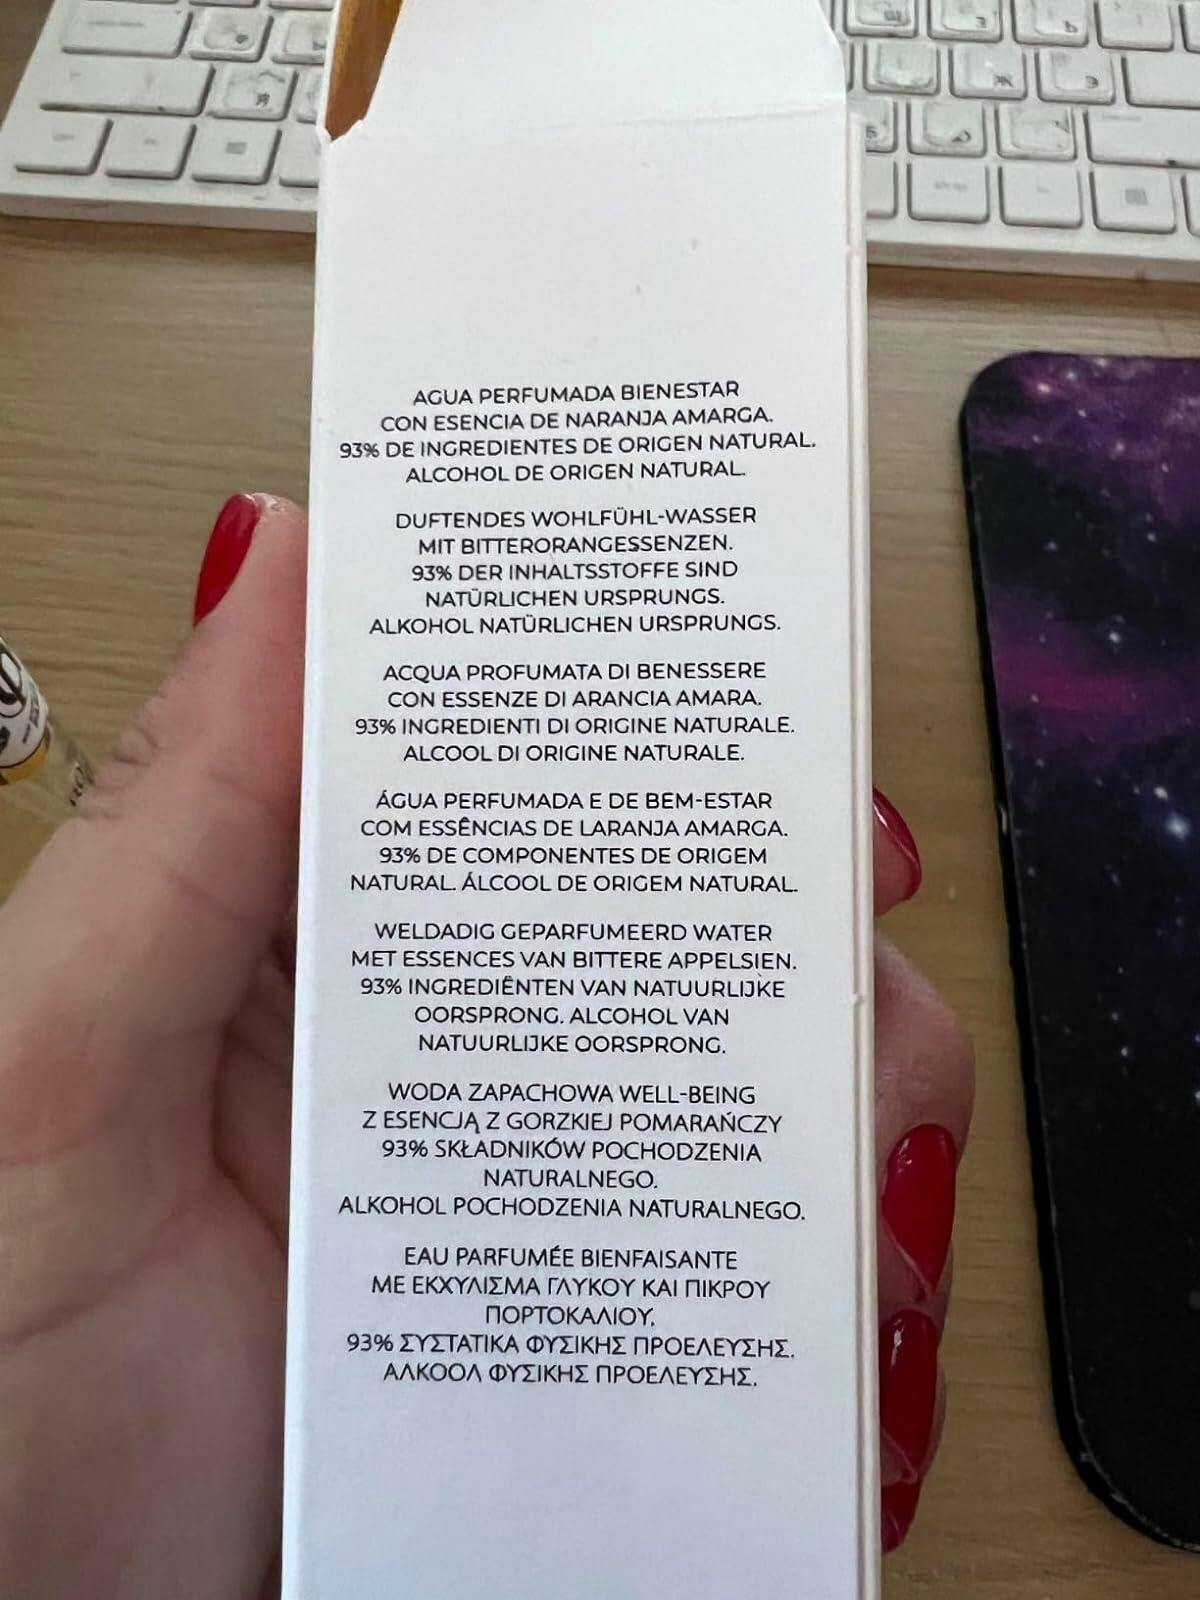 AGUA PERFUMADA BIENESTAR
CON ESENCIA DE NARANJA AMARGA.
93% DE INGREDIENTES DE ORIGEN NATURAL.
ALCOHOL DE ORIGEN NATURAL.
DUFTENDES WOHLFÜHL-WASSER
MIT BITTERORANGESSENZEN.
93% DER INHALTSSTOFFE SIND
NATÜRLICHEN URSPRUNGS.
ALKOHOL NATÜRLICHEN URSPRUNGS.
ACQUA PROFUMATA DI BENESSERE
CON ESSENZE DI ARANCIA AMARA.
93% INGREDIENTI DI ORIGINE NATURALE.
ALCOOL DI ORIGINE NATURALE.
ÁGUA PERFUMADA E DE BEM-ESTAR
COM ESSÊNCIAS DE LARANJA AMARGA.
93% DE COMPONENTES DE ORIGEM
NATURAL. ÁLCOOL DE ORIGEM NATURAL.
WELDADIG GEPARFUMEERD WATER
MET ESSENCES VAN BITTERE APPELSIEN.
93% INGREDIËNTEN VAN NATUURLIJKE
OORSPRONG. ALCOHOL VAN
NATUURLIJKE OORSPRONG.
WODA ZAPACHOWA WELL-BEING
Z ESENCJĄ Z GORZKIEJ POMARAŃCZY
93% SKŁADNIKÓW POCHODZENIA
NATURALNEGO.
ALKOHOL POCHODZENIA NATURALNEGO.
EAU PARFUMÉE BIENFAISANTE
ΜΕ ΕΚΧΥΛΙΣΜΑ ΓΛΥΚΟΥ ΚΑΙ ΠΙΚΡΟΥ
ΠΟΡΤΟΚΑΛΙΟΥ.
93% ΣΥΣΤΑΤΙΚΑ ΦΥΣΙΚΗΣ ΠΡΟΕΛΕΥΣΗΣ.
ΑΛΚΟΟΛ ΦΥΣΙΚΗΣ ΠΡΟΕΛΕΥΣΗΣ.